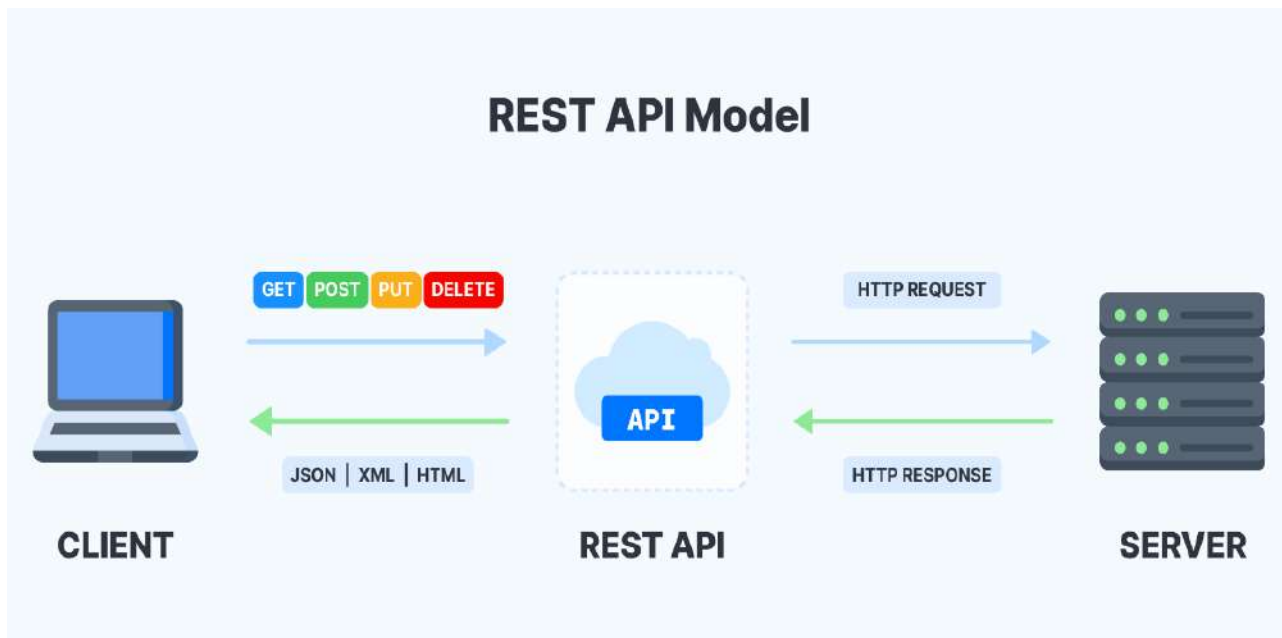 REST API Model
GET POST PUT DELETE
HTTP REQUEST
API
JSON | XML | HTML
HTTP RESPONSE
CLIENT
REST API
SERVER